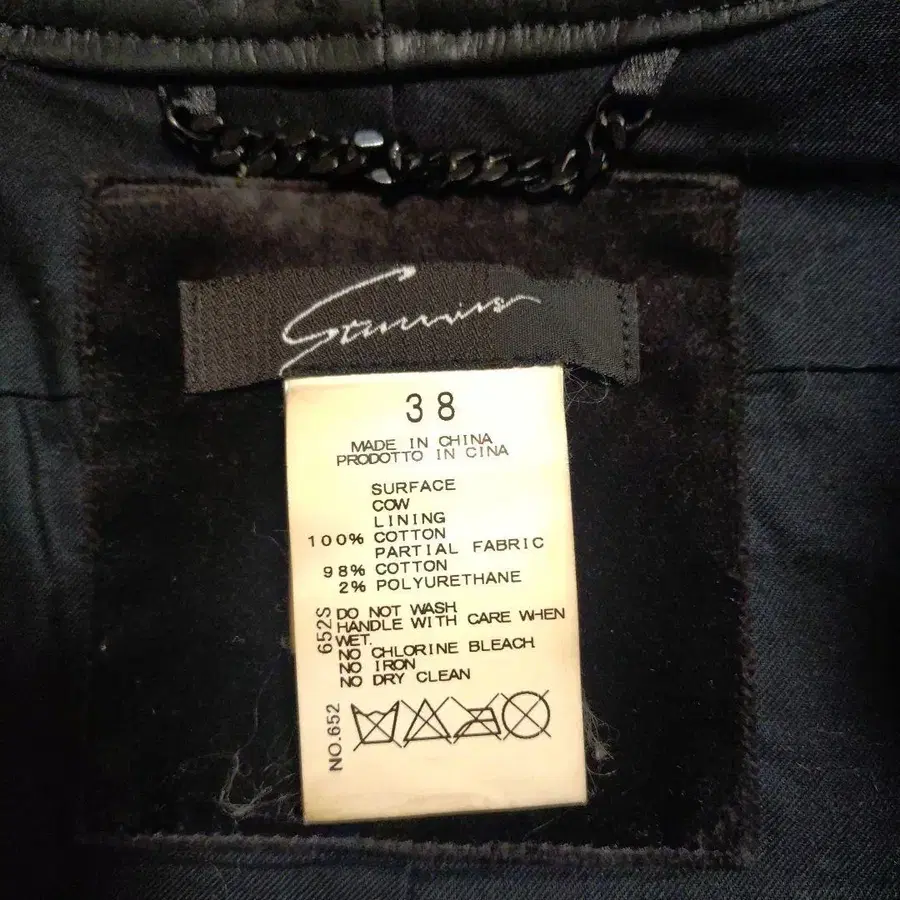 38
MADE IN CHINA
PRODOTTO IN CINA
SURFACE
COW
LINING
100% COTTON
PARTIAL FABRIC
98% COTTON
2% POLYURETHANE
DO NOT WASH
HANDLE WITH CARE WHEN
WET.
NO CHLORINE BLEACH
NO IRON
NO DRY CLEAN
652S
NO.652